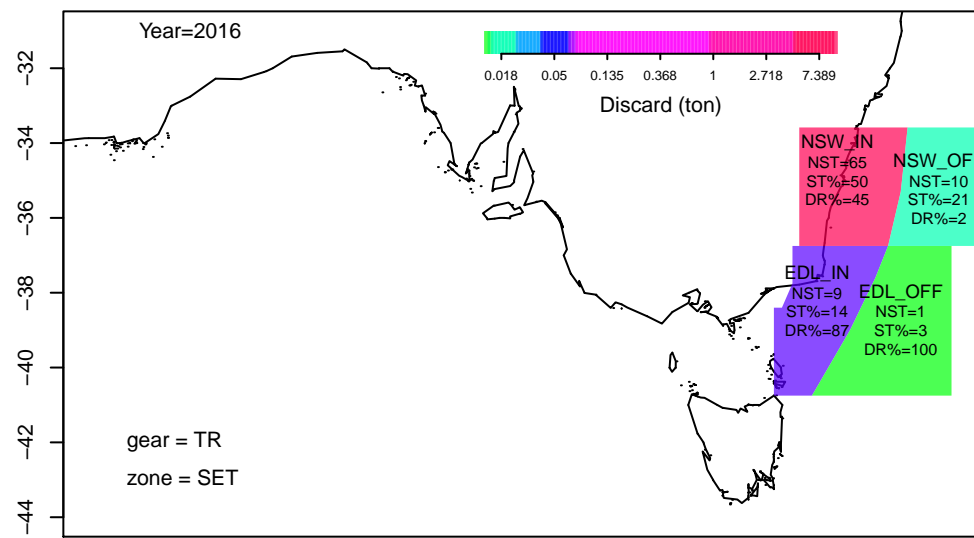 Year=2016
0.018 0.05 0.135 0.368 1 2.718 7.389
Discard (ton)
−32
−34
−36
−38
−40
−42
−44
NSW_IN
NST=65
ST%=50
DR%=45
NSW_OF
NST=10
ST%=21
DR%=2
EDL_IN
NST=9
ST%=14
DR%=87
EDL_OFF
NST=1
ST%=3
DR%=100
gear = TR
zone = SET